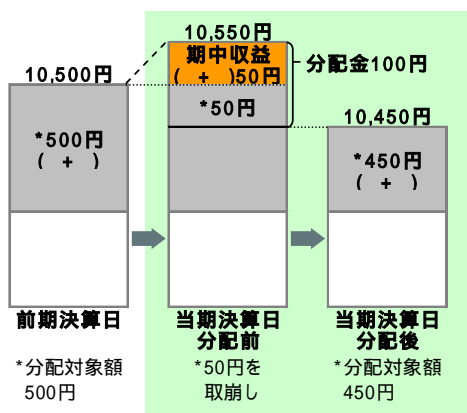 10,550円
期中収益
(　+　)50円
分配金100円
10,500円
*50円
10,450円
*500円
(　+　)
*450円
(　+　)
前期決算日
当期決算日
分配前
当期決算日
分配後
*分配対象額
500円
*50円を
取崩し
*分配対象額
450円